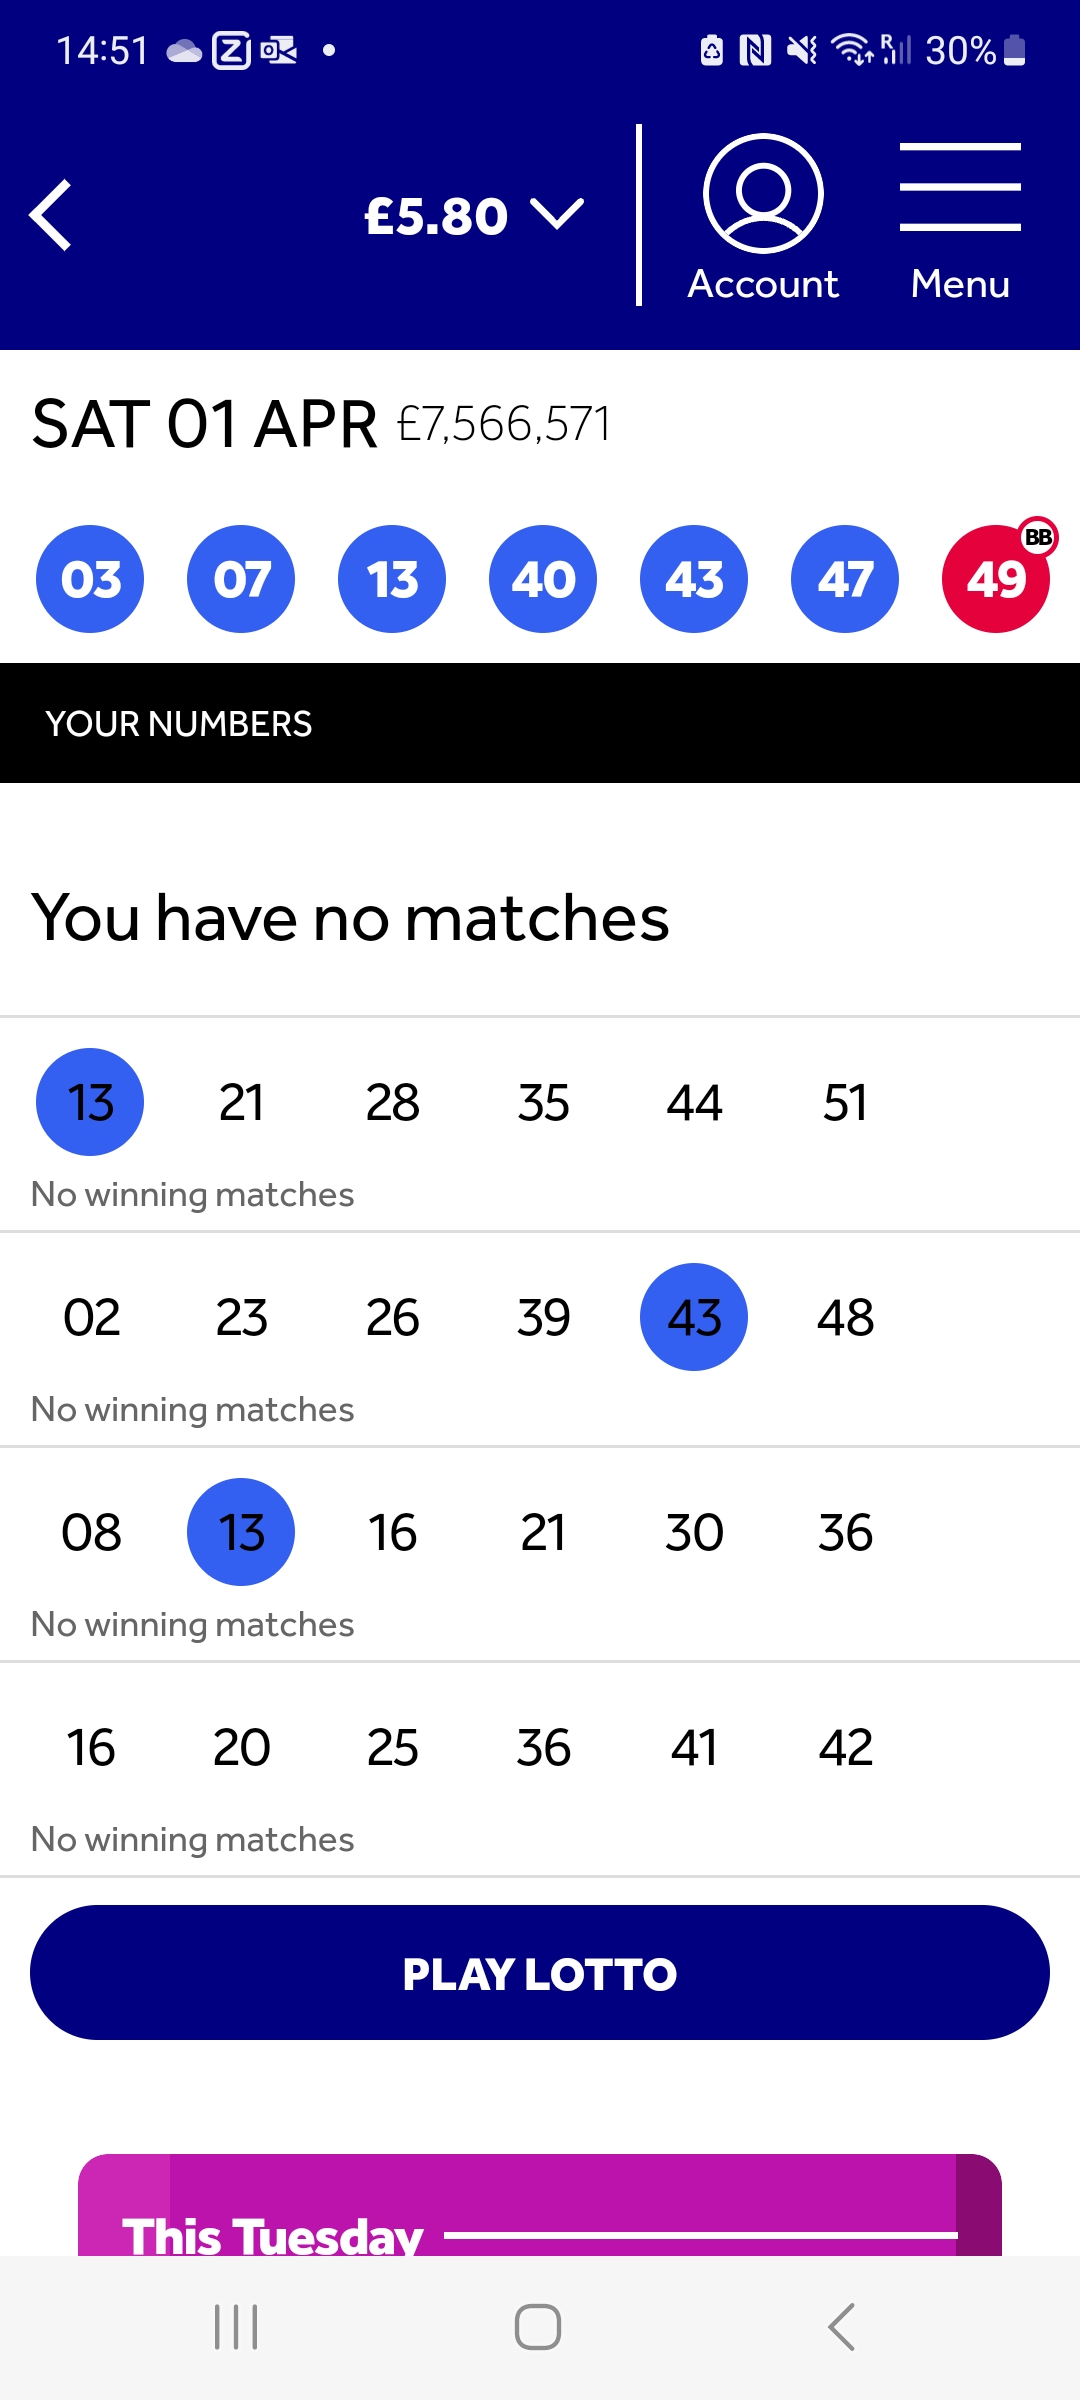 14:51 30%
£5.80
Account Menu
SAT 01 APR £7,566,571
03 07 13 40 43 47 49 BB
YOUR NUMBERS
You have no matches
13 21 28 35 44 51
No winning matches
02 23 26 39 43 48
No winning matches
08 13 16 21 30 36
No winning matches
16 20 25 36 41 42
No winning matches
PLAY LOTTO
This Tuesday